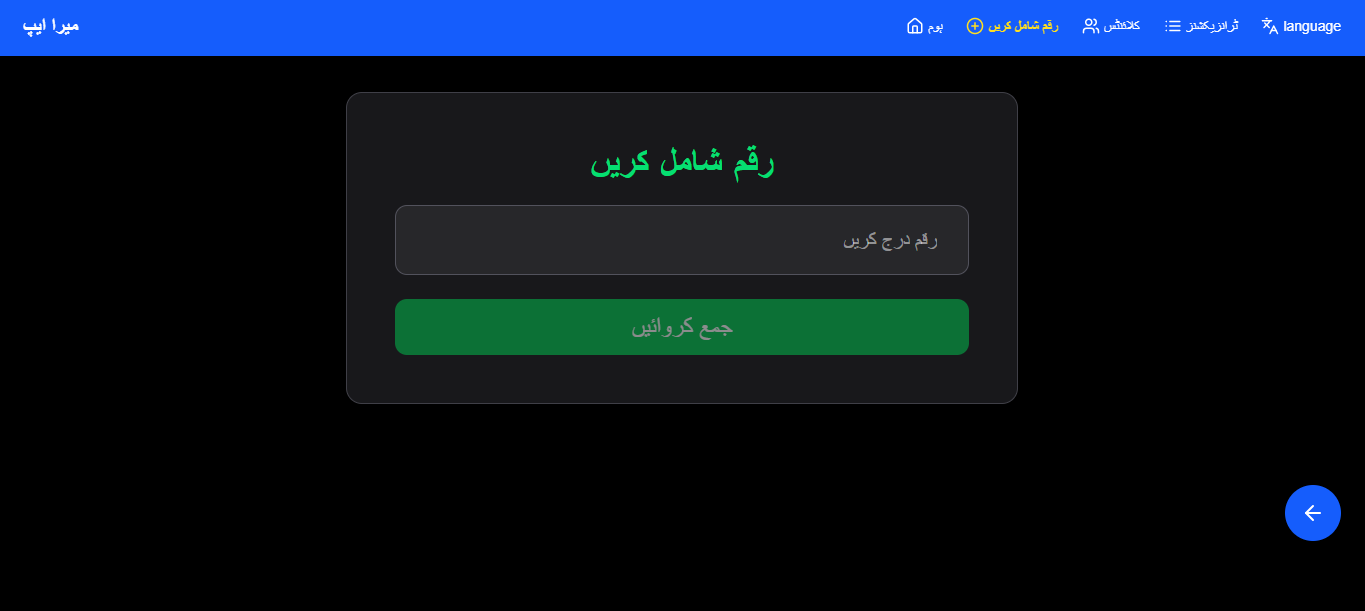 میرا ایپ
ہوم
رقم شامل کریں
کلائنٹس
ٹرانزیکشنز
language
رقم شامل کریں
رقم درج کریں
جمع کروائیں